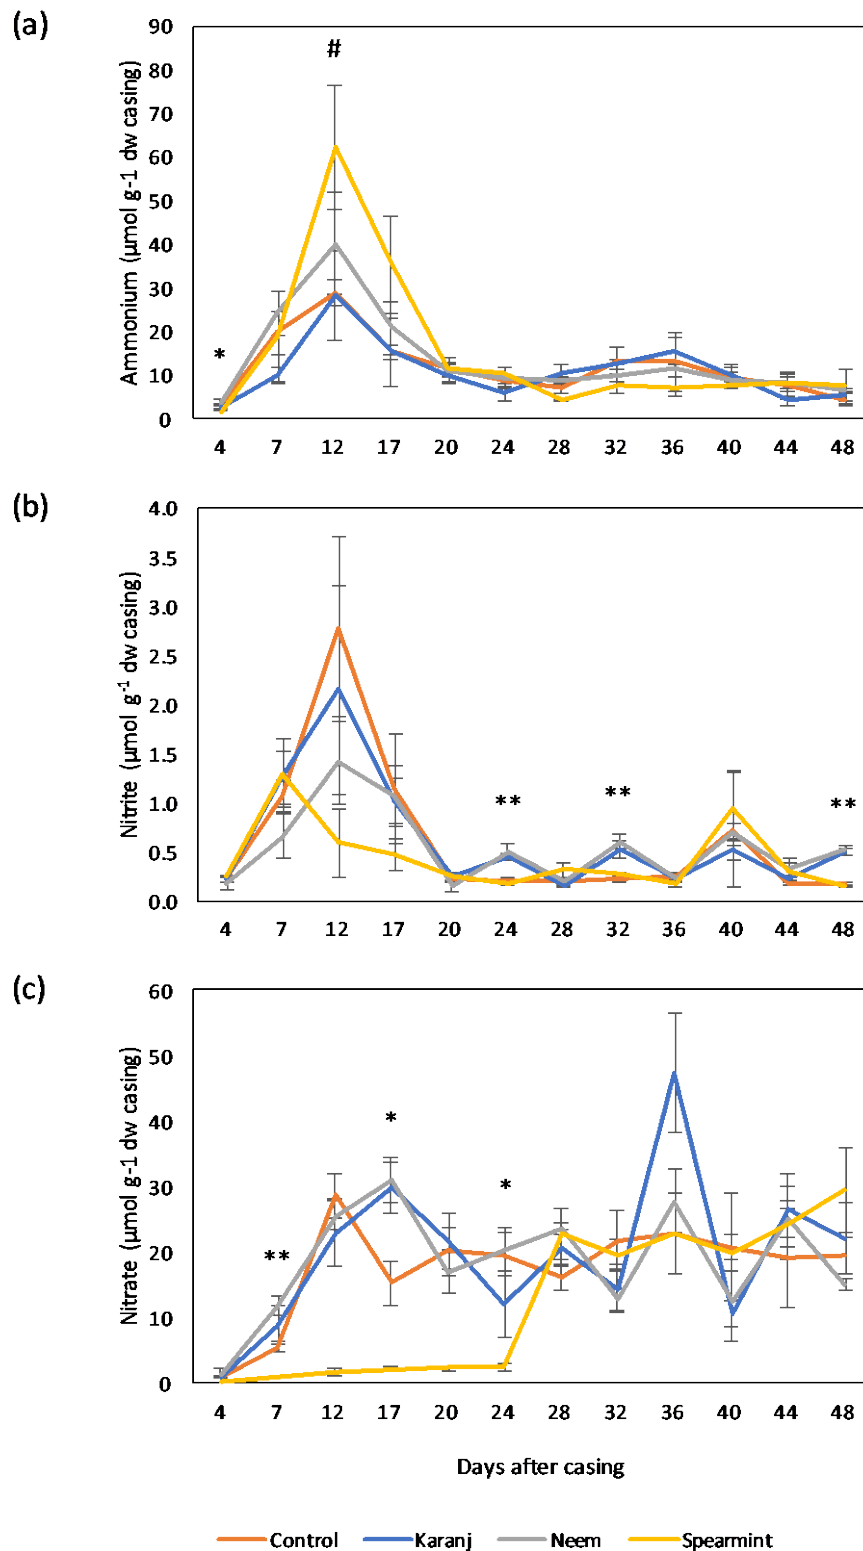 (a)
Ammonium (µmol g-1 dw casing)
90
80
70
60
50
40
30
20
10
0
#
*
4 7 12 17 20 24 28 32 36 40 44 48
(b)
Nitrite (µmol g⁻¹ dw casing)
4.0
3.5
3.0
2.5
2.0
1.5
1.0
0.5
0.0
** ** **
4 7 12 17 20 24 28 32 36 40 44 48
(c)
Nitrate (µmol g-1 dw casing)
60
50
40
30
20
10
0
*
*
**
4 7 12 17 20 24 28 32 36 40 44 48
Days after casing
Control Karanj Neem Spearmint